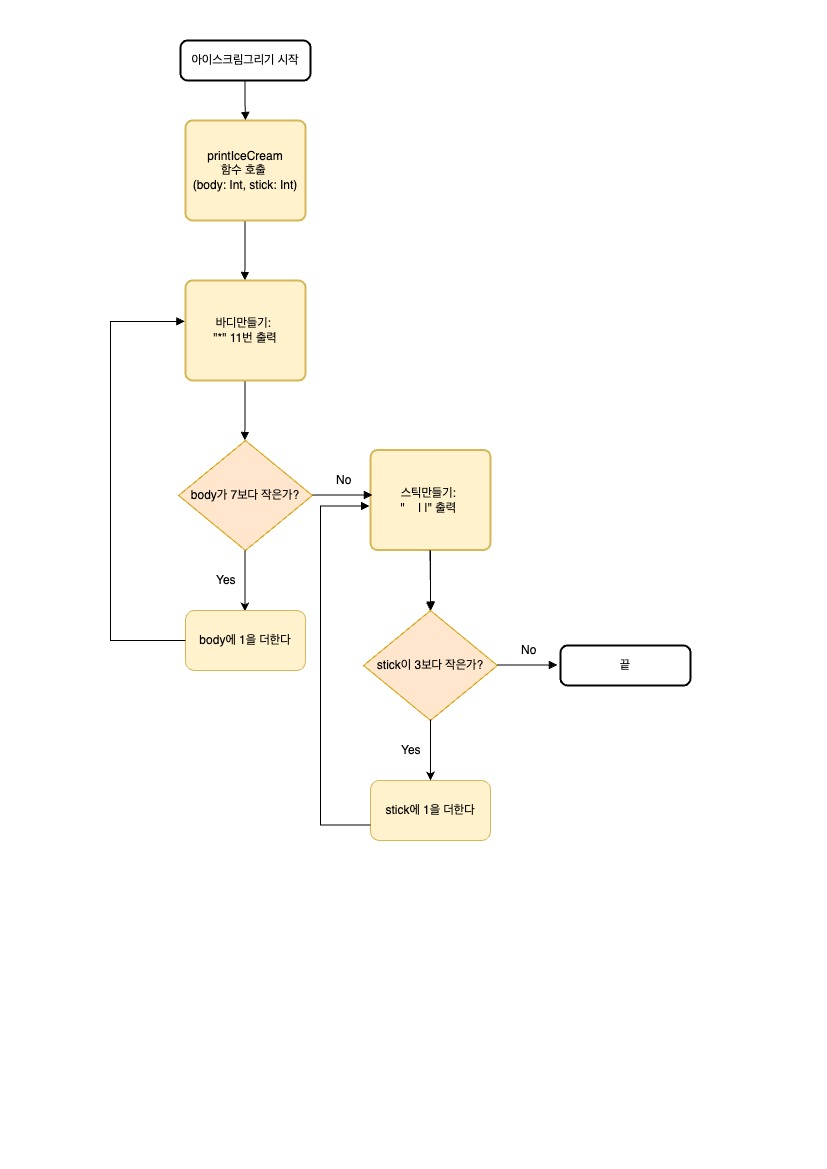 아이스크림그리기 시작
printIceCream
함수 호출
(body: Int, stick: Int)
바디만들기:
"*" 11번 출력
body가 7보다 작은가?
No
스틱만들기:
"    I I" 출력
Yes
body에 1을 더한다
stick이 3보다 작은가?
No
끝
Yes
stick에 1을 더한다